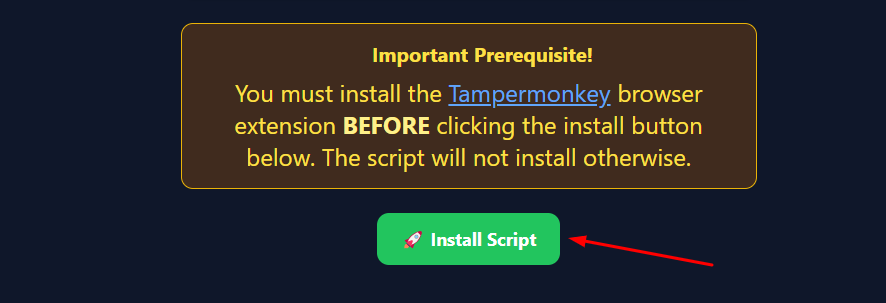 Important Prerequisite!
You must install the Tampermonkey browser
extension BEFORE clicking the install button
below. The script will not install otherwise.
🚀 Install Script